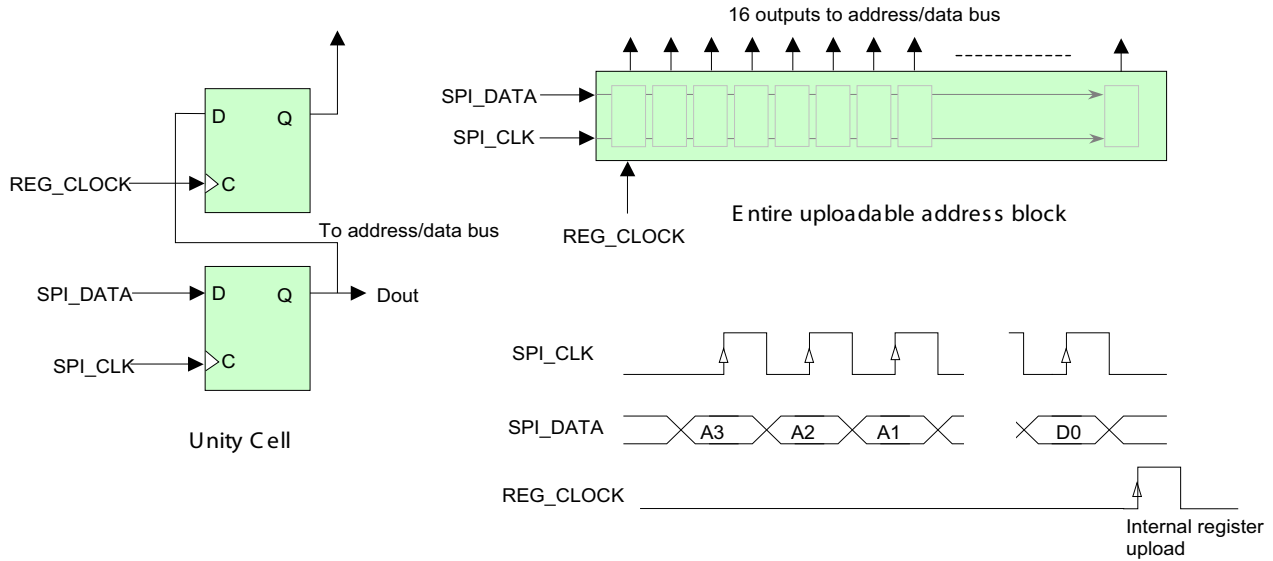 D Q
REG_CLOCK
C
To address/data bus
SPI_DATA
D Q
Dout
SPI_CLK
C
Unity Cell
16 outputs to address/data bus
SPI_DATA
SPI_CLK
REG_CLOCK
Entire uploadable address block
SPI_CLK
SPI_DATA
A3 A2 A1 D0
REG_CLOCK
Internal register
upload